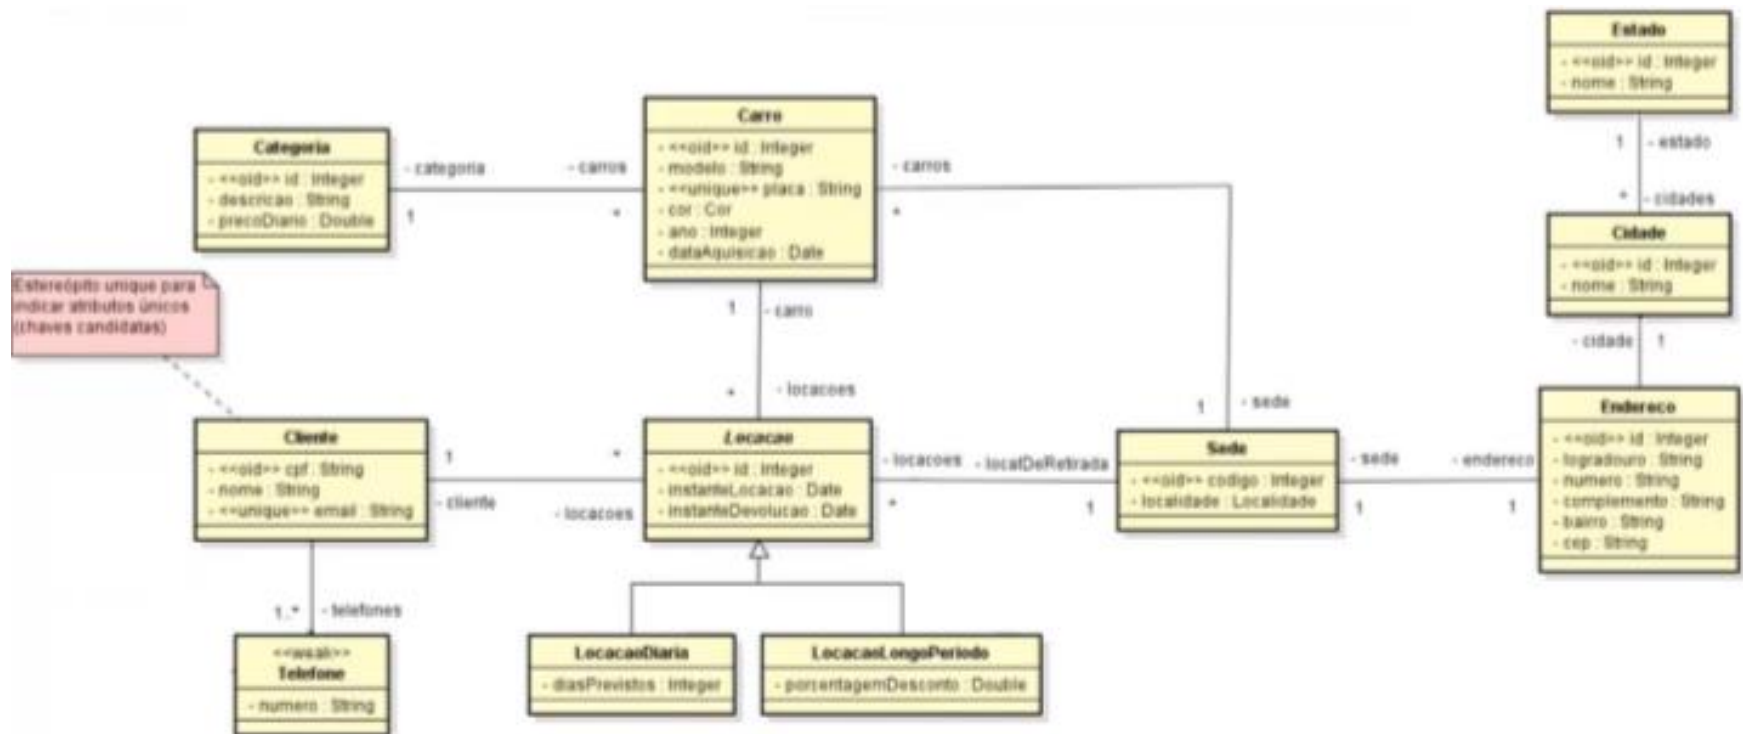 Estado
- <<oid>> id : Integer
- nome : String
1
- estado
*
- cidades
Cidade
- <<oid>> id : Integer
- nome : String
- cidade
1
Carro
- <<oid>> id : Integer
- modelo : String
- <<unique>> placa : String
- cor : Cor
- ano : Integer
- dataAquisicao : Date
Categoria
- <<oid>> id : Integer
- descricao : String
- precoDiario : Double
- categoria
1
- carros
*
- carros
*
Estereópito unique para
indicar atributos únicos
(chaves candidatas)
1
- carro
*
- locacoes
1
- sede
Cliente
- <<oid>> cpf : String
- nome : String
- <<unique>> email : String
1
- cliente
*
- locacoes
Locacao
- <<oid>> id : Integer
- instanteLocacao : Date
- instanteDevolucao : Date
- locacoes
*
- localDeRetirada
1
Sede
- <<oid>> codigo : Integer
- localidade : Localidade
- sede
1
- endereco
1
Endereco
- <<oid>> id : Integer
- logradouro : String
- numero : String
- complemento : String
- bairro : String
- cep : String
1..*
- telefones
<<weak>>
Telefone
- numero : String
LocacaoDiaria
- diasPrevistos : Integer
LocacaoLongoPeriodo
- porcentagemDesconto : Double